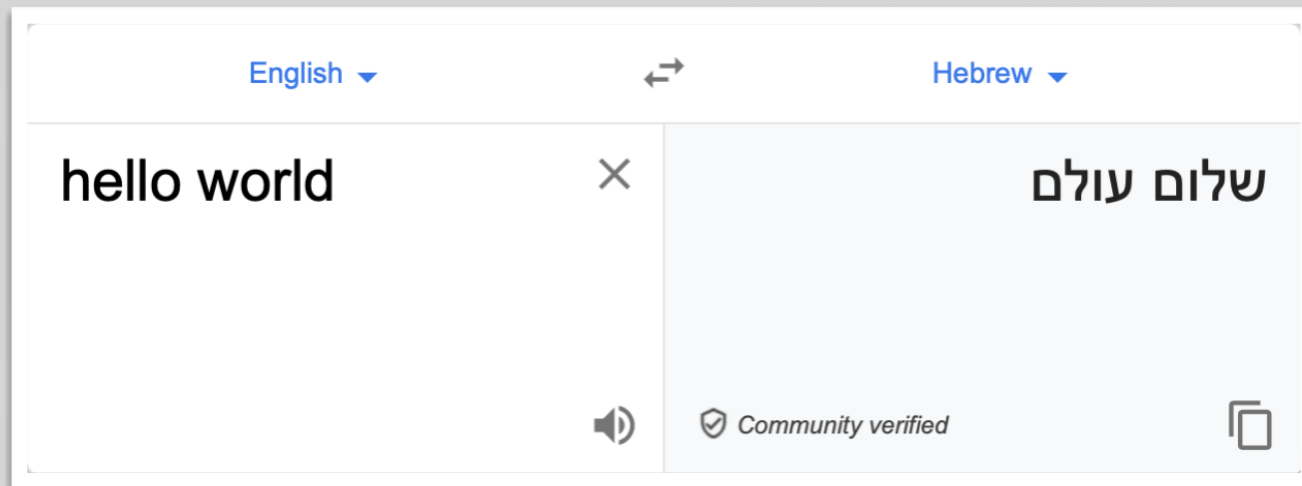 English
Hebrew
hello world
שלום עולם
Community verified